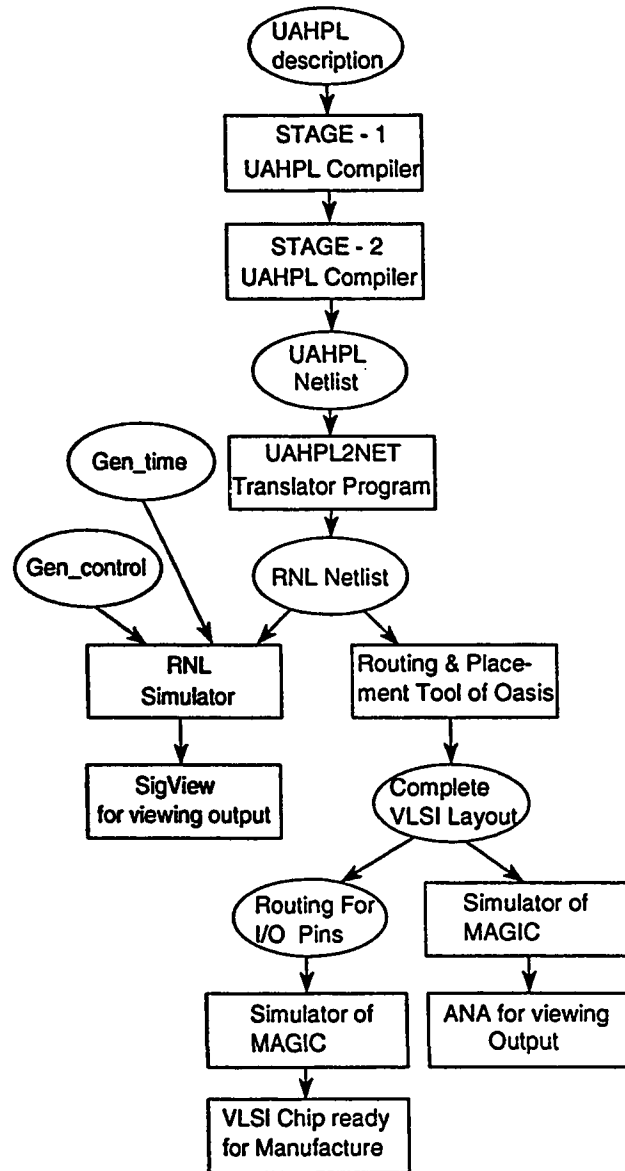 UAHPL
description
STAGE - 1
UAHPL Compiler
STAGE - 2
UAHPL Compiler
UAHPL
Netlist
Gen_time
UAHPL2NET
Translator Program
Gen_control
RNL Netlist
RNL
Simulator
Routing & Place-
ment Tool of Oasis
SigView
for viewing output
Complete
VLSI Layout
Routing For
I/O Pins
Simulator of
MAGIC
Simulator of
MAGIC
ANA for viewing
Output
VLSI Chip ready
for Manufacture